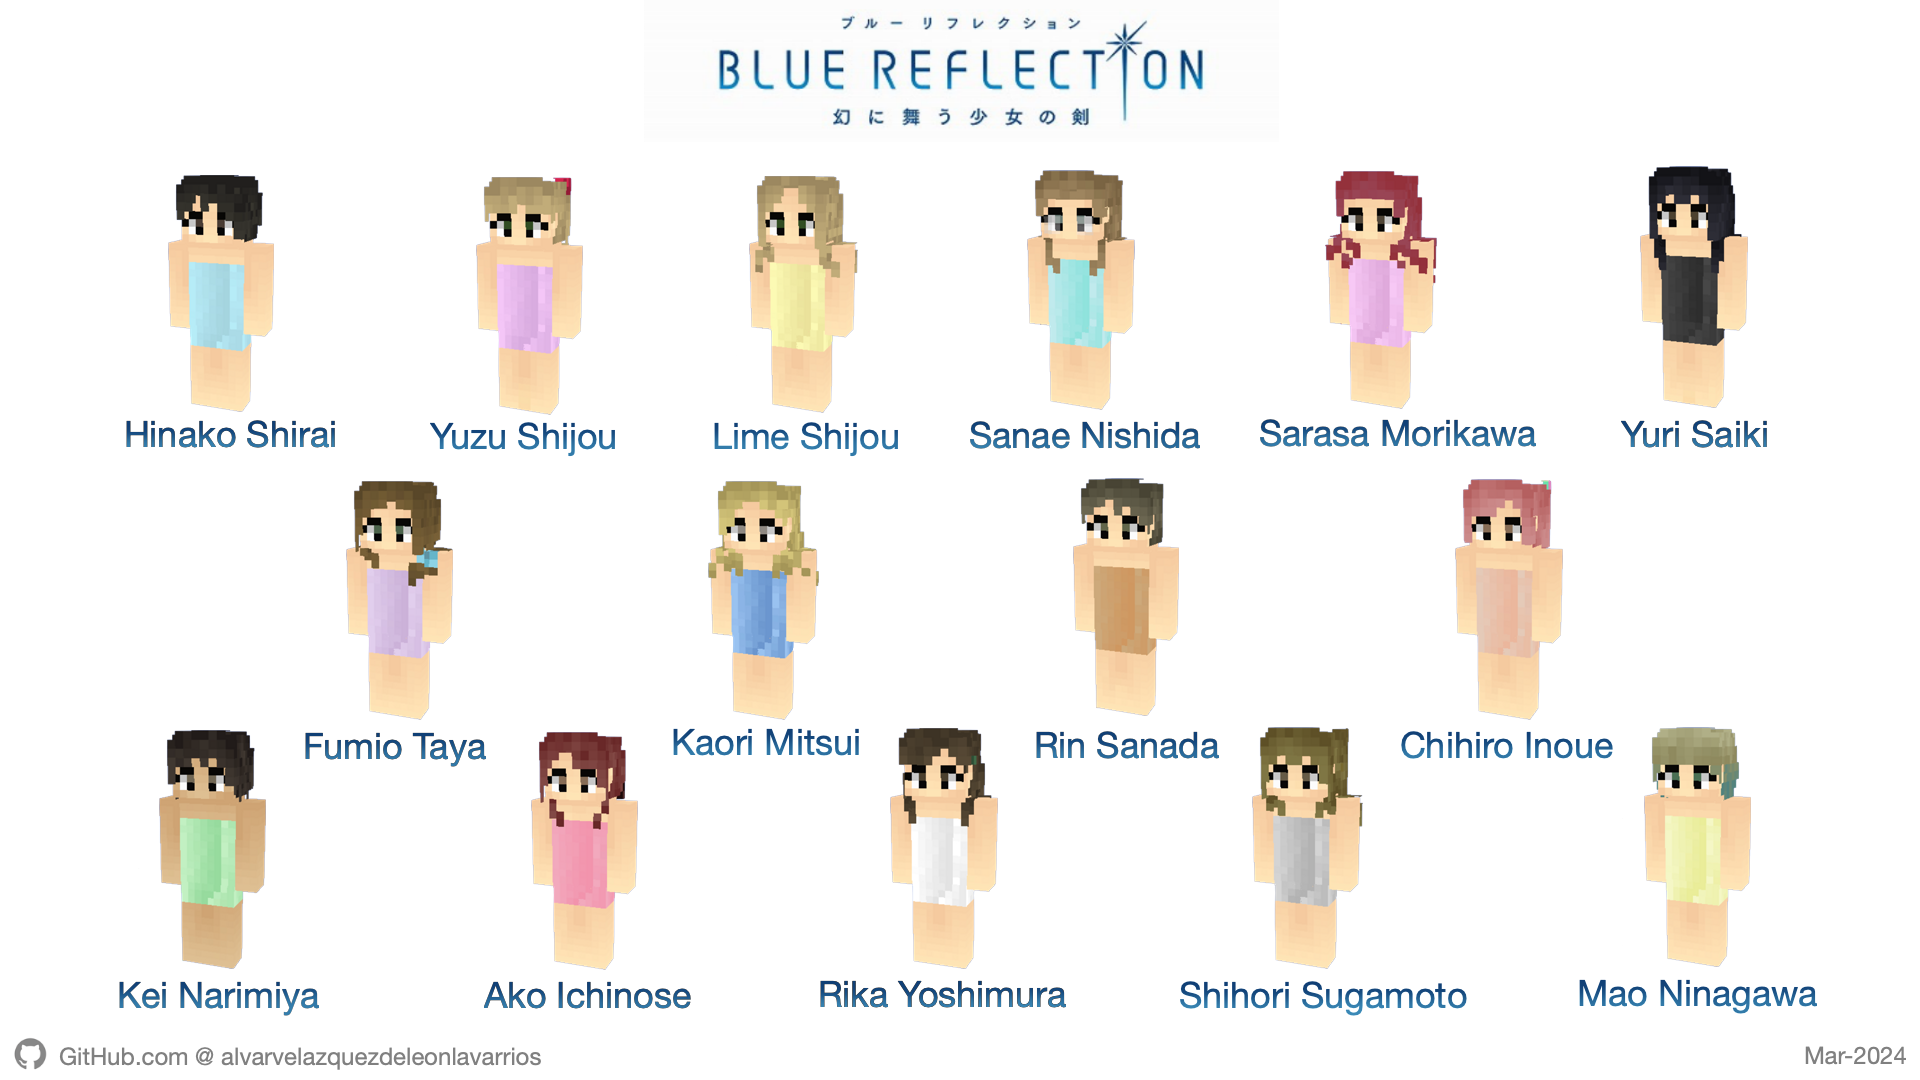 ブルーリフレクション
BLUE REFLECTION
幻に舞う少女の剣
Hinako Shirai
Yuzu Shijou
Lime Shijou
Sanae Nishida
Sarasa Morikawa
Yuri Saiki
Fumio Taya
Kaori Mitsui
Rin Sanada
Chihiro Inoue
Kei Narimiya
Ako Ichinose
Rika Yoshimura
Shihori Sugamoto
Mao Ninagawa
GitHub.com @ alvarvelazquezdeleonlavarrios
Mar-2024